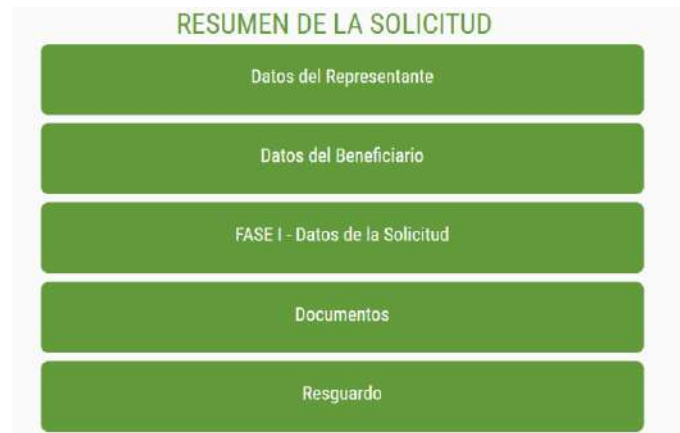 RESUMEN DE LA SOLICITUD
Datos del Representante
Datos del Beneficiario
FASE I - Datos de la Solicitud
Documentos
Resguardo